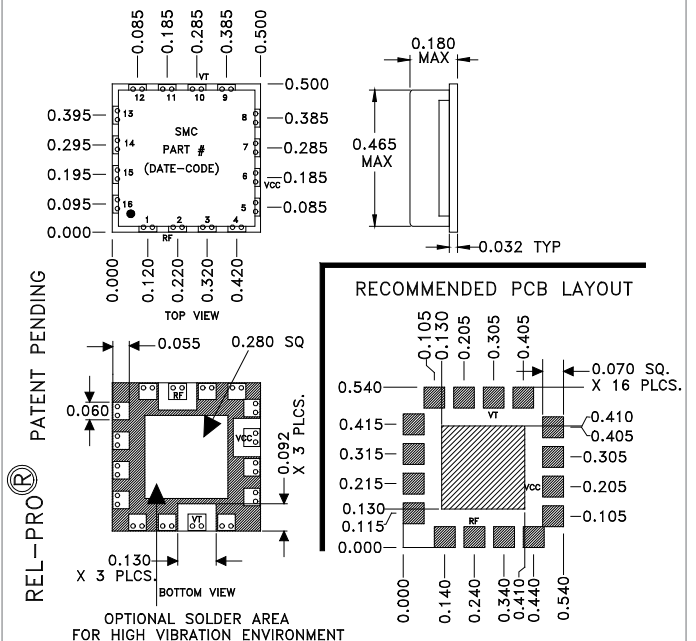 0.085
0.185
0.285
0.385
0.500
VT
12
11
10
9
0.500
0.395
13
8
0.385
0.295
14
SMC
PART #
(DATE-CODE)
7
0.285
0.195
15
6
0.185
VCC
0.095
16
5
0.085
0.000
1
2
3
4
RF
0.000
0.120
0.220
0.320
0.420
TOP VIEW
0.180
MAX
0.465
MAX
0.032 TYP
REL-PRO® PATENT PENDING
0.055
0.280 SQ
0.060
RF
VCC
VT
0.092
X 3 PLCS.
0.130
X 3 PLCS.
BOTTOM VIEW
OPTIONAL SOLDER AREA
FOR HIGH VIBRATION ENVIRONMENT
RECOMMENDED PCB LAYOUT
0.105
0.130
0.205
0.305
0.405
0.070 SQ.
X 16 PLCS.
0.540
VT
0.415
0.410
0.405
0.315
0.305
0.215
VCC
0.205
0.130
0.115
0.105
RF
0.000
0.000
0.140
0.240
0.340
0.410
0.440
0.540